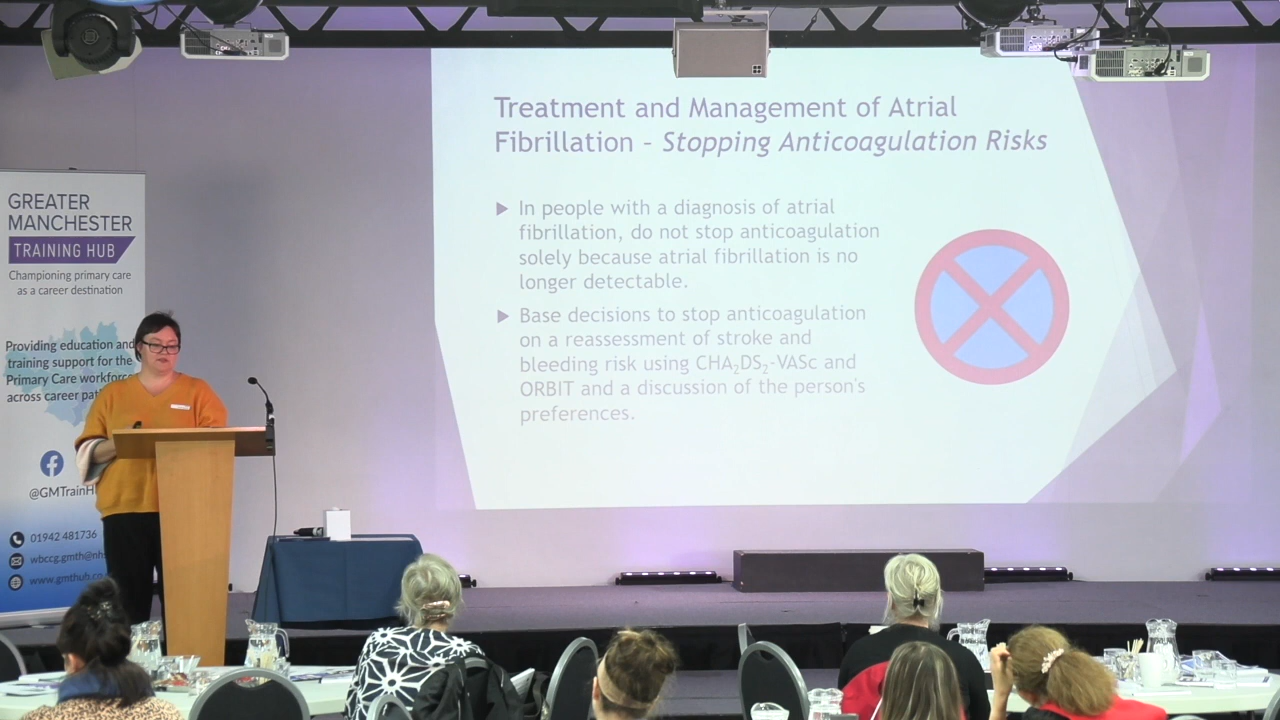 Treatment and Management of Atrial
Fibrillation – Stopping Anticoagulation Risks
In people with a diagnosis of atrial
fibrillation, do not stop anticoagulation
solely because atrial fibrillation is no
longer detectable.
Base decisions to stop anticoagulation
on a reassessment of stroke and
bleeding risk using CHA₂DS₂-VASc and
ORBIT and a discussion of the person's
preferences.
GREATER
MANCHESTER
TRAINING HUB
Championing primary care
as a career destination
Providing education and
training support for the
Primary Care workforce
across career
@GMTrainH
01942 481736
wbccg.gmth@nhs
www.gmthub.co